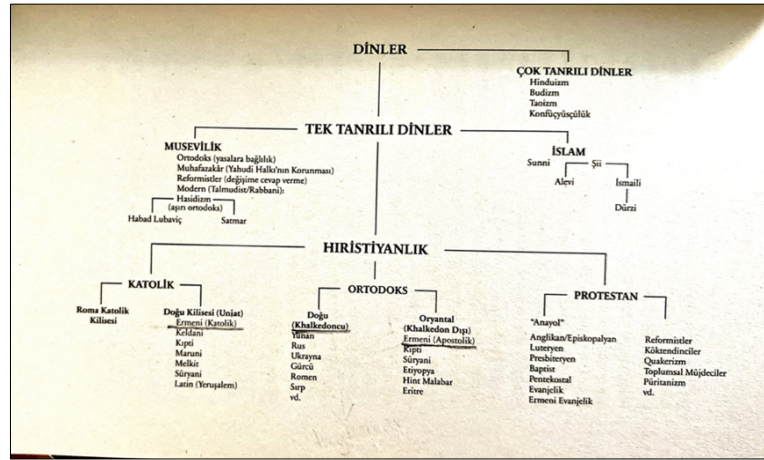 DİNLER
ÇOK TANRILI DİNLER
Hinduizm
Budizm
Taoizm
Konfüçyüsçülük
TEK TANRILI DİNLER
MUSEVİLİK
Ortodoks (yasalara bağlılık)
Muhafazakâr (Yahudi Halkı'nın Korunması)
Reformistler (değişime cevap verme)
Modern (Talmudist/Rabbani):
Hasidizm
(aşırı ortodoks)
Habad Lubaviç
Satmar
İSLAM
Sunni
Şii
Alevi
İsmaili
Dürzi
HIRİSTİYANLIK
KATOLİK
Roma Katolik
Kilisesi
Doğu Kilisesi (Uniat)
Ermeni (Katolik)
Keldani
Kıpti
Maruni
Melkit
Süryani
Latin (Yeruşalem)
ORTODOKS
Doğu
(Khalkedoncu)
Yunan
Rus
Ukrayna
Gürcü
Romen
Sırp
vd.
Oryantal
(Khalkedon Dışı)
Ermeni (Apostolik)
Kıpti
Süryani
Etiyopya
Hint Malabar
Eritre
PROTESTAN
"Anayol"
Anglikan/Episkopalyan
Luteryen
Presbiteryen
Baptist
Pentekostal
Evanjelik
Ermeni Evanjelik
Reformistler
Köktendinciler
Quakerizm
Toplumsal Müjdeciler
Püritanizm
vd.